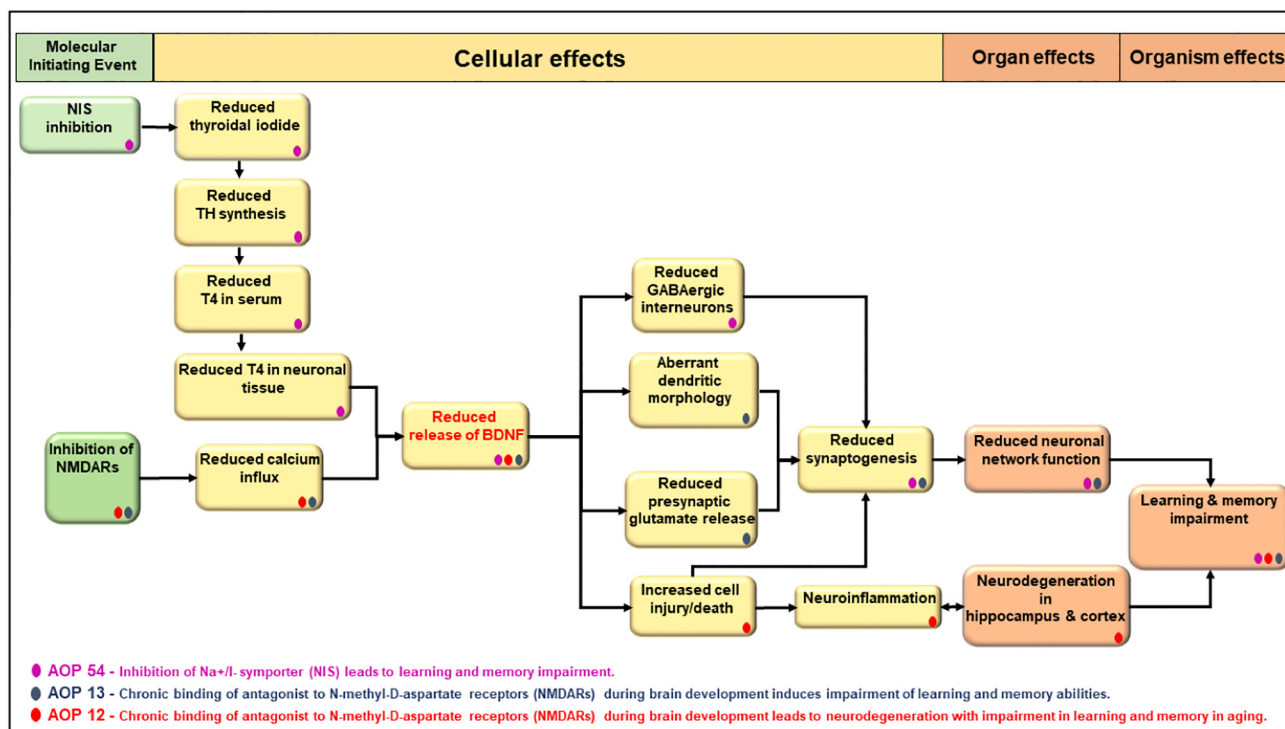 Molecular
Initiating Event
Cellular effects
Organ effects
Organism effects
NIS
inhibition
Reduced
thyroidal iodide
Reduced
TH synthesis
Reduced
T4 in serum
Reduced T4 in neuronal
tissue
Inhibition of
NMDARs
Reduced calcium
influx
Reduced
release of BDNF
Reduced
GABAergic
interneurons
Aberrant
dendritic
morphology
Reduced
presynaptic
glutamate release
Increased cell
injury/death
Reduced
synaptogenesis
Neuroinflammation
Reduced neuronal
network function
Neurodegeneration
in
hippocampus & cortex
Learning & memory
impairment
AOP 54 - Inhibition of Na+/I- symporter (NIS) leads to learning and memory impairment.
AOP 13 - Chronic binding of antagonist to N-methyl-D-aspartate receptors (NMDARs) during brain development induces impairment of learning and memory abilities.
AOP 12 - Chronic binding of antagonist to N-methyl-D-aspartate receptors (NMDARs) during brain development leads to neurodegeneration with impairment in learning and memory in aging.